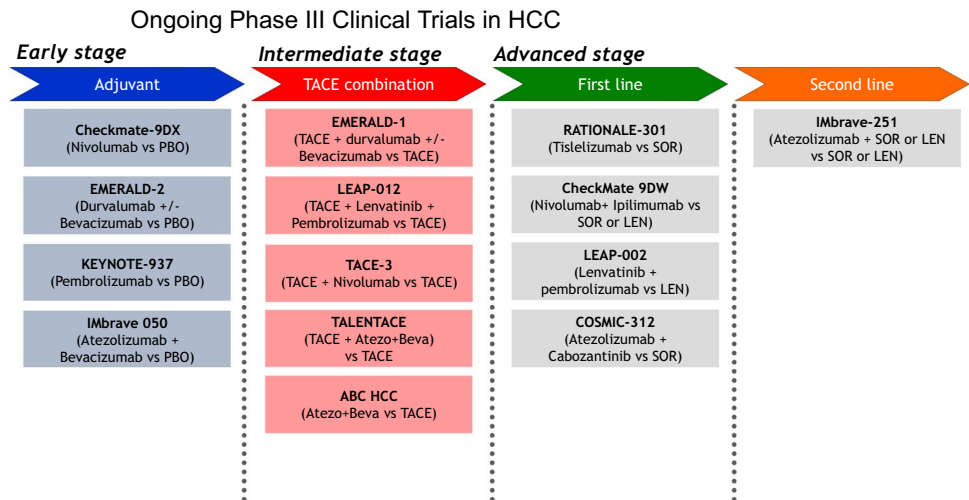 Ongoing Phase III Clinical Trials in HCC
Early stage
Intermediate stage
Advanced stage
Adjuvant
TACE combination
First line
Second line
Checkmate-9DX
(Nivolumab vs PBO)
EMERALD-2
(Durvalumab +/-
Bevacizumab vs PBO)
KEYNOTE-937
(Pembrolizumab vs PBO)
IMbrave 050
(Atezolizumab +
Bevacizumab vs PBO)
EMERALD-1
(TACE + durvalumab +/-
Bevacizumab vs TACE)
LEAP-012
(TACE + Lenvatinib +
Pembrolizumab vs TACE)
TACE-3
(TACE + Nivolumab vs TACE)
TALENTACE
(TACE + Atezo+Beva)
vs TACE
ABC HCC
(Atezo+Beva vs TACE)
RATIONALE-301
(Tislelizumab vs SOR)
CheckMate 9DW
(Nivolumab+ Ipilimumab vs
SOR or LEN)
LEAP-002
(Lenvatinib +
pembrolizumab vs LEN)
COSMIC-312
(Atezolizumab +
Cabozantinib vs SOR)
IMbrave-251
(Atezolizumab + SOR or LEN
vs SOR or LEN)